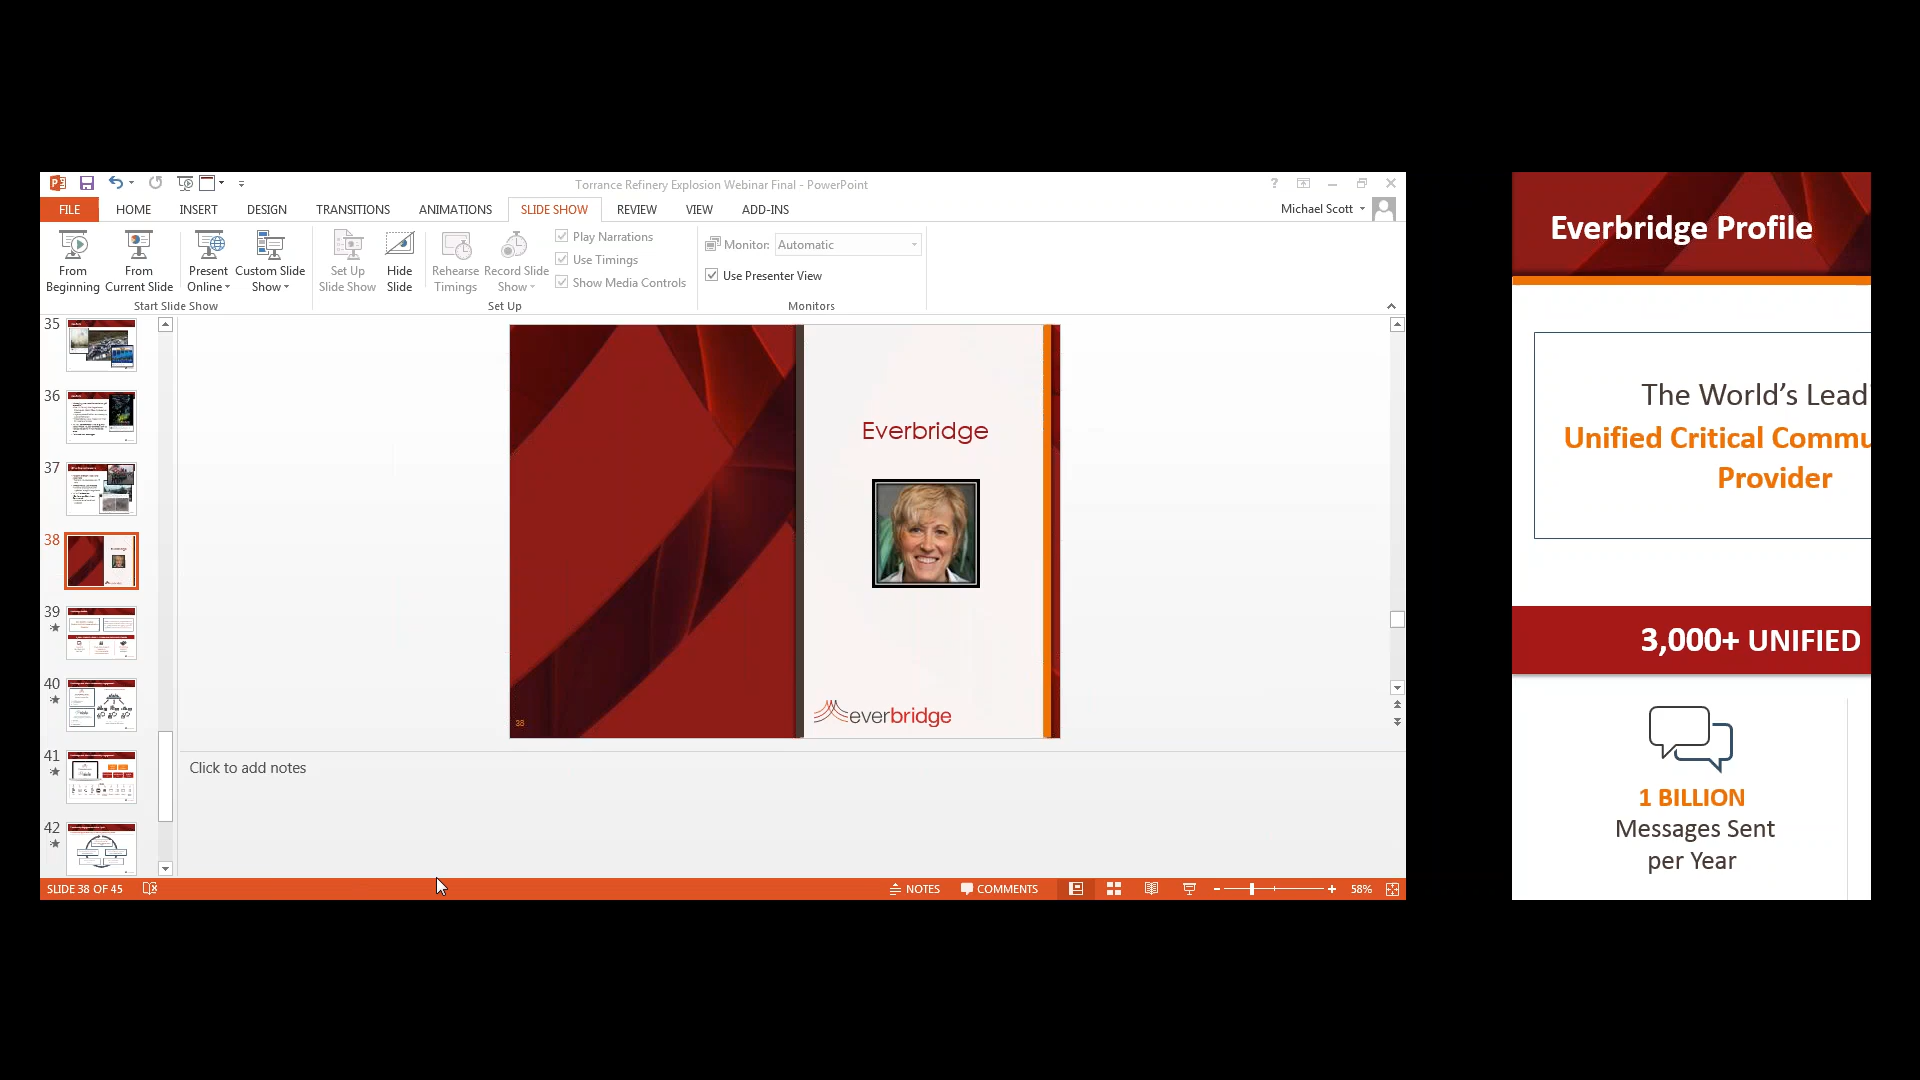 Torrance Refinery Explosion Webinar Final - PowerPoint
?
FILE HOME INSERT DESIGN TRANSITIONS ANIMATIONS SLIDE SHOW REVIEW VIEW ADD-INS Michael Scott
From Beginning
From Current Slide
Present Online
Custom Slide Show
Start Slide Show
Set Up Slide Show
Hide Slide
Rehearse Timings
Record Slide Show
Play Narrations
Use Timings
Show Media Controls
Set Up
Monitor: Automatic
Use Presenter View
Monitors
35
36
37
38
39
40
41
42
Everbridge
38
everbridge
Click to add notes
SLIDE 38 OF 45 NOTES COMMENTS 58%
Everbridge Profile
The World's Lead
Unified Critical Commu
Provider
3,000+ UNIFIED
1 BILLION
Messages Sent
per Year